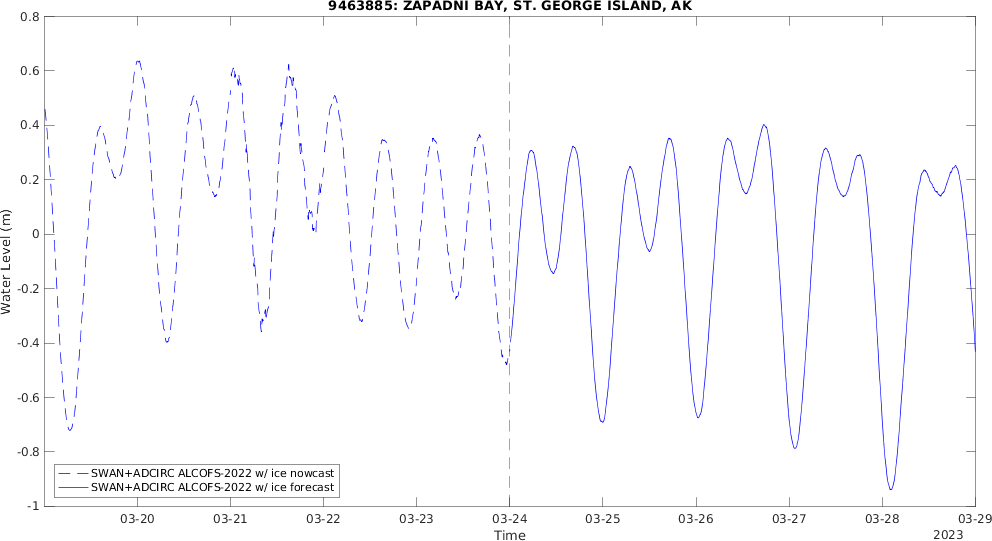 9463885: ZAPADNI BAY, ST. GEORGE ISLAND, AK
0.8
0.6
0.4
0.2
0
-0.2
-0.4
-0.6
-0.8
-1
Water Level (m)
SWAN+ADCIRC ALCOFS-2022 w/ ice nowcast
SWAN+ADCIRC ALCOFS-2022 w/ ice forecast
03-20 03-21 03-22 03-23 03-24 03-25 03-26 03-27 03-28 03-29
Time
2023